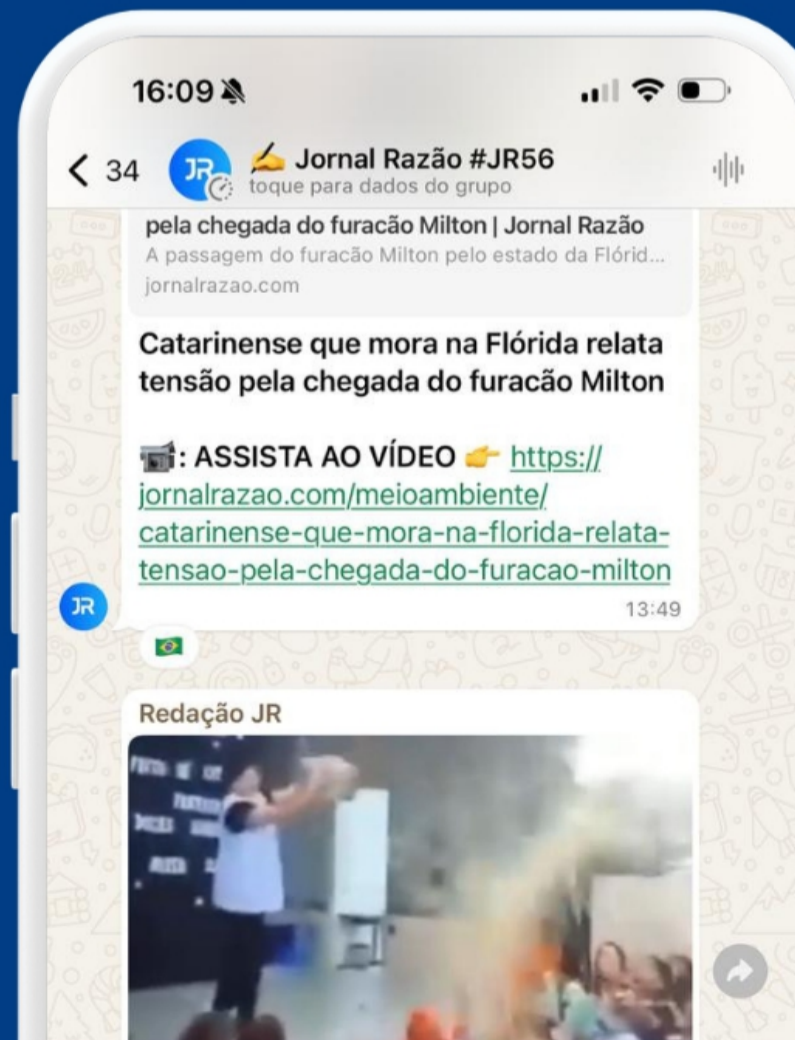 16:09
34
JR
✍️ Jornal Razão #JR56
toque para dados do grupo
pela chegada do furacão Milton | Jornal Razão
A passagem do furacão Milton pelo estado da Flórid...
jornalrazao.com
Catarinense que mora na Flórida relata
tensão pela chegada do furacão Milton
📹: ASSISTA AO VÍDEO 👉 https://
jornalrazao.com/meioambiente/
catarinense-que-mora-na-florida-relata-
tensao-pela-chegada-do-furacao-milton
13:49
JR
Redação JR